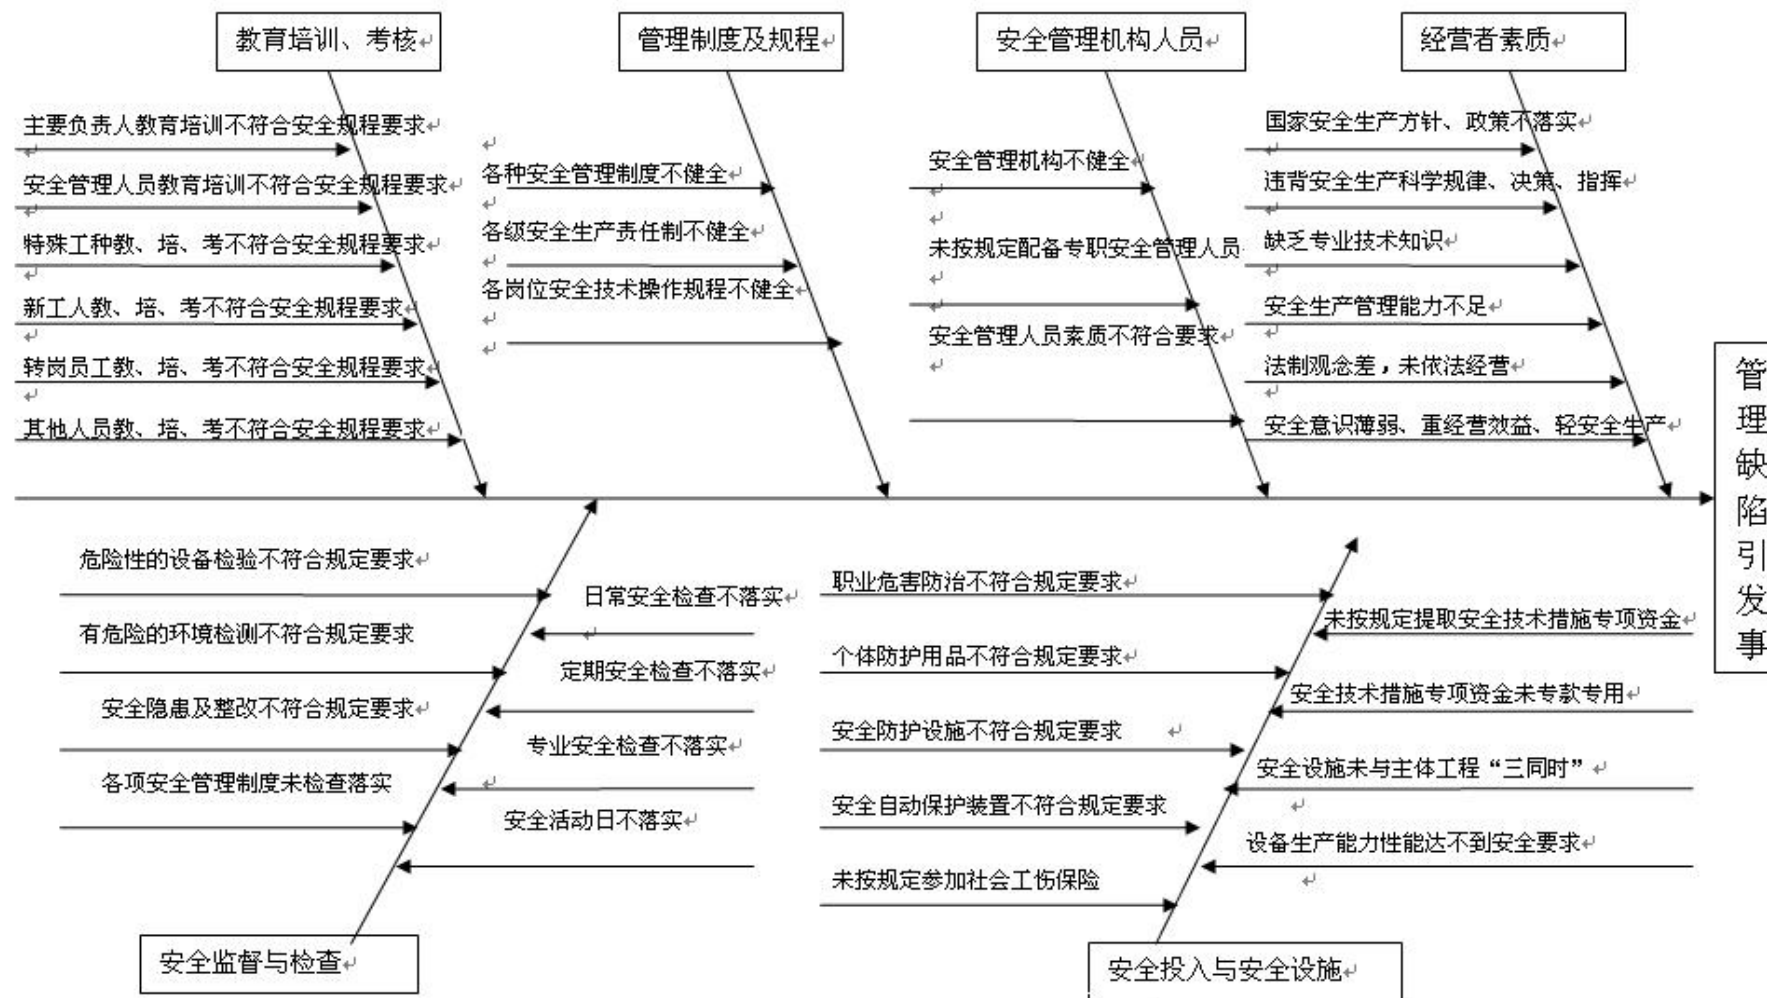 教育培训、考核
管理制度及规程
安全管理机构人员
经营者素质
主要负责人教育培训不符合安全规程要求
安全管理人员教育培训不符合安全规程要求
特殊工种教、培、考不符合安全规程要求
新工人教、培、考不符合安全规程要求
转岗员工教、培、考不符合安全规程要求
其他人员教、培、考不符合安全规程要求
各种安全管理制度不健全
各级安全生产责任制不健全
各岗位安全技术操作规程不健全
安全管理机构不健全
未按规定配备专职安全管理人员
安全管理人员素质不符合要求
国家安全生产方针、政策不落实
违背安全生产科学规律、决策、指挥
缺乏专业技术知识
安全生产管理能力不足
法制观念差，未依法经营
安全意识薄弱、重经营效益、轻安全生产
管
理
缺
陷
引
发
事
危险性的设备检验不符合规定要求
有危险的环境检测不符合规定要求
安全隐患及整改不符合规定要求
各项安全管理制度未检查落实
日常安全检查不落实
定期安全检查不落实
专业安全检查不落实
安全活动日不落实
职业危害防治不符合规定要求
个体防护用品不符合规定要求
安全防护设施不符合规定要求
安全自动保护装置不符合规定要求
未按规定参加社会工伤保险
未按规定提取安全技术措施专项资金
安全技术措施专项资金未专款专用
安全设施未与主体工程“三同时”
设备生产能力性能达不到安全要求
安全监督与检查
安全投入与安全设施